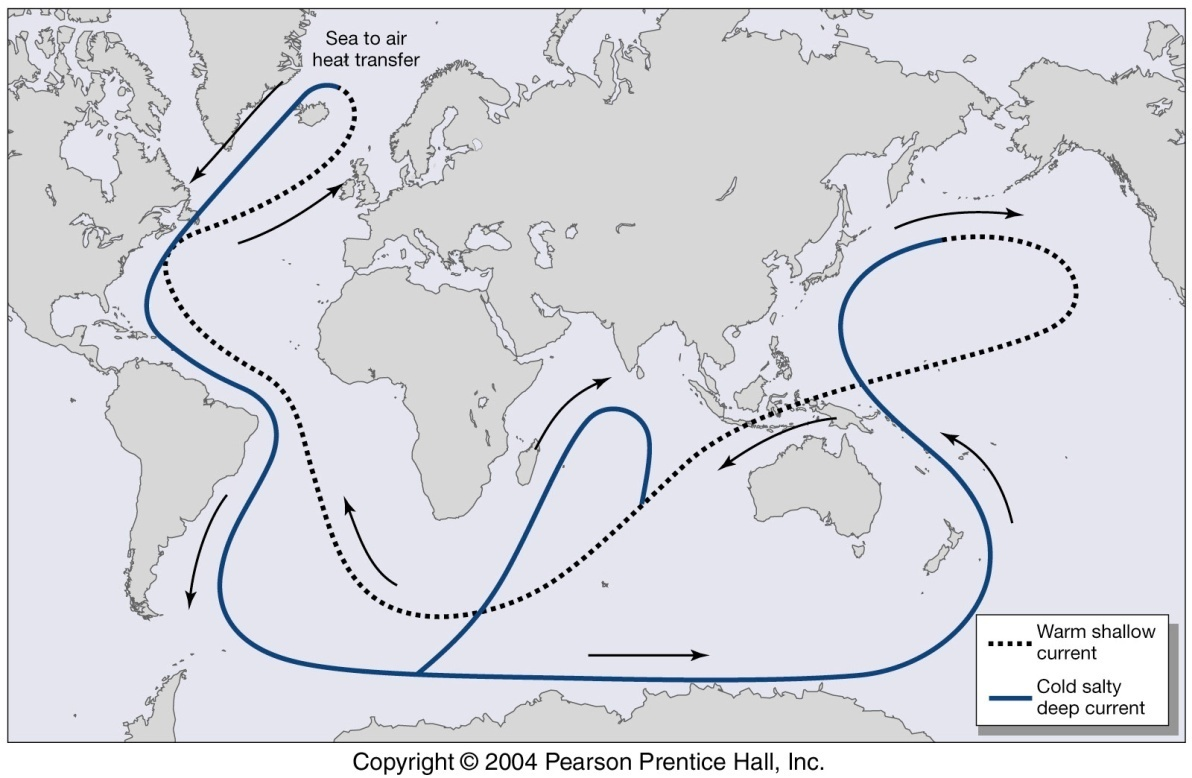 Sea to air
heat transfer
Warm shallow
current
Cold salty
deep current
Copyright © 2004 Pearson Prentice Hall, Inc.